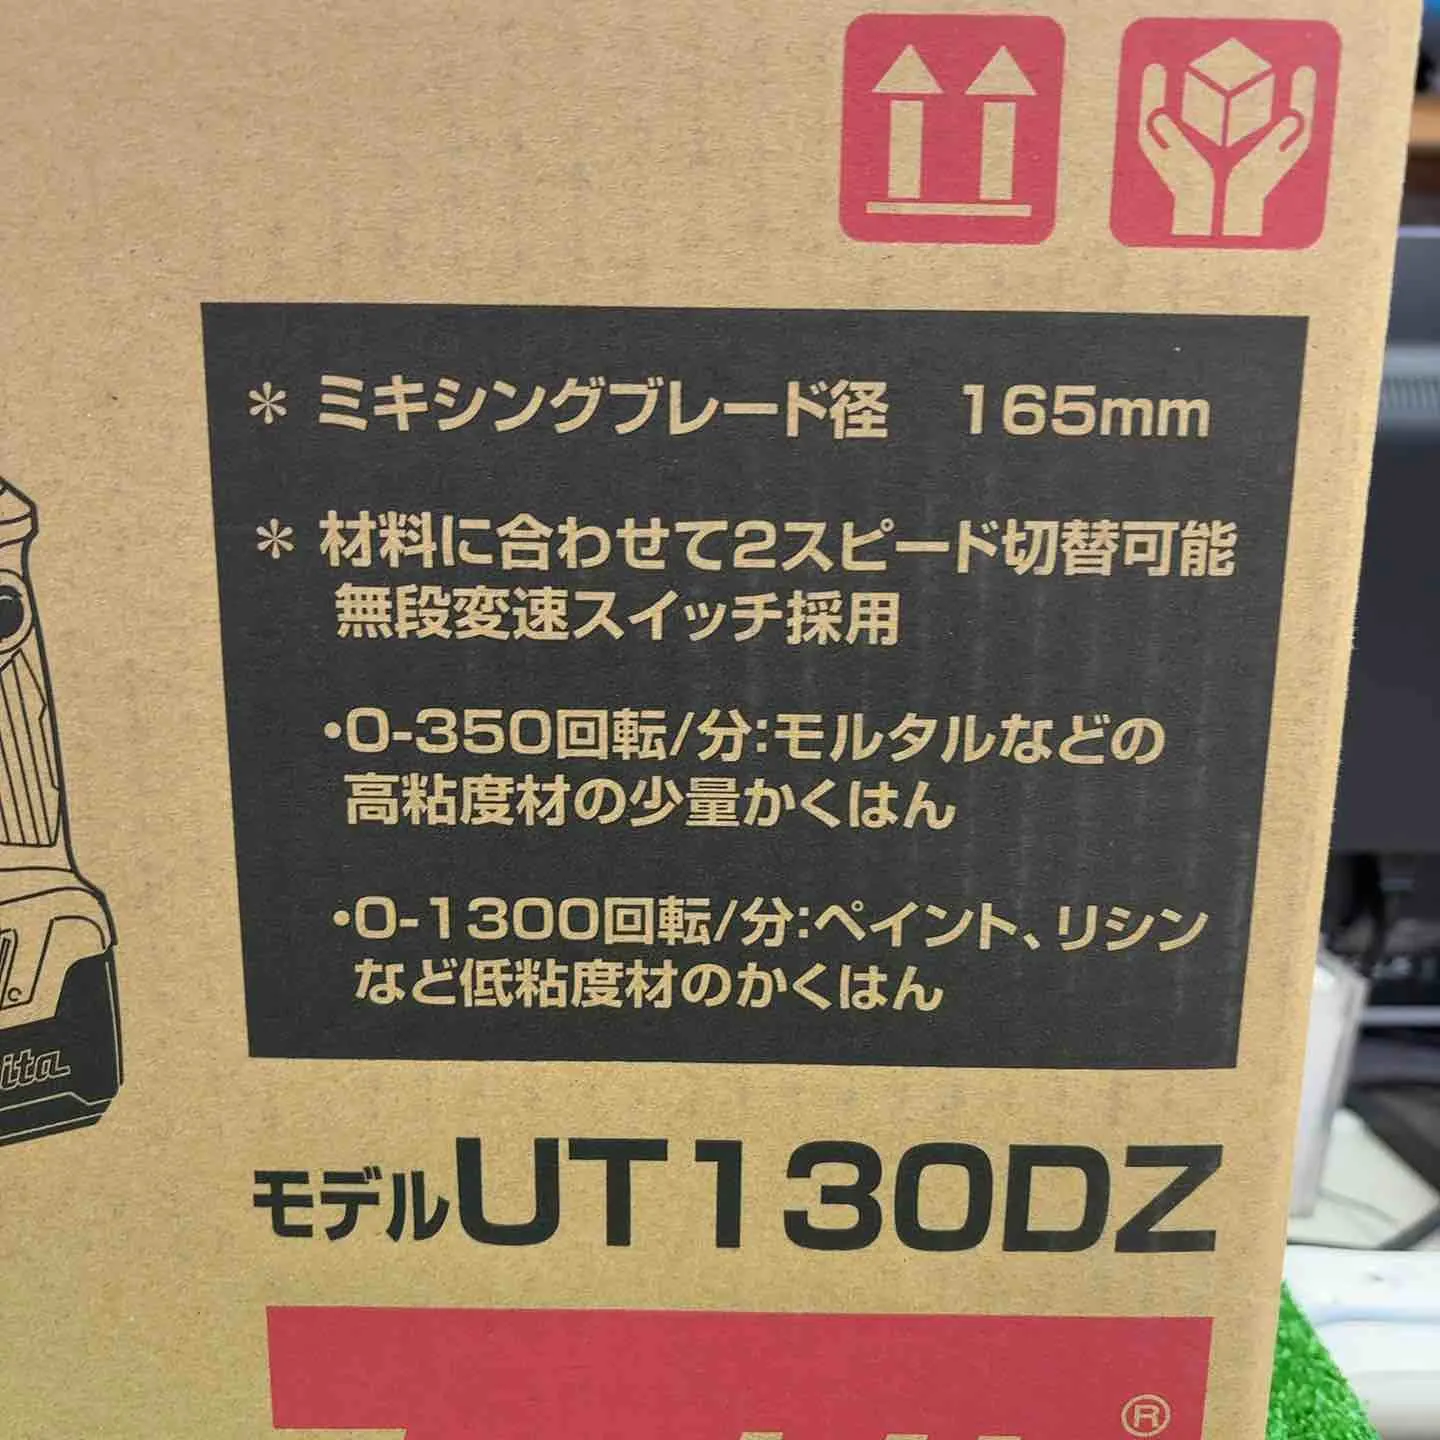 ＊ ミキシングブレード径　165mm
＊ 材料に合わせて2スピード切替可能
無段変速スイッチ採用
・0-350回転/分:モルタルなどの
高粘度材の少量かくはん
・0-1300回転/分:ペイント、リシン
など低粘度材のかくはん
モデルUT130DZ
®